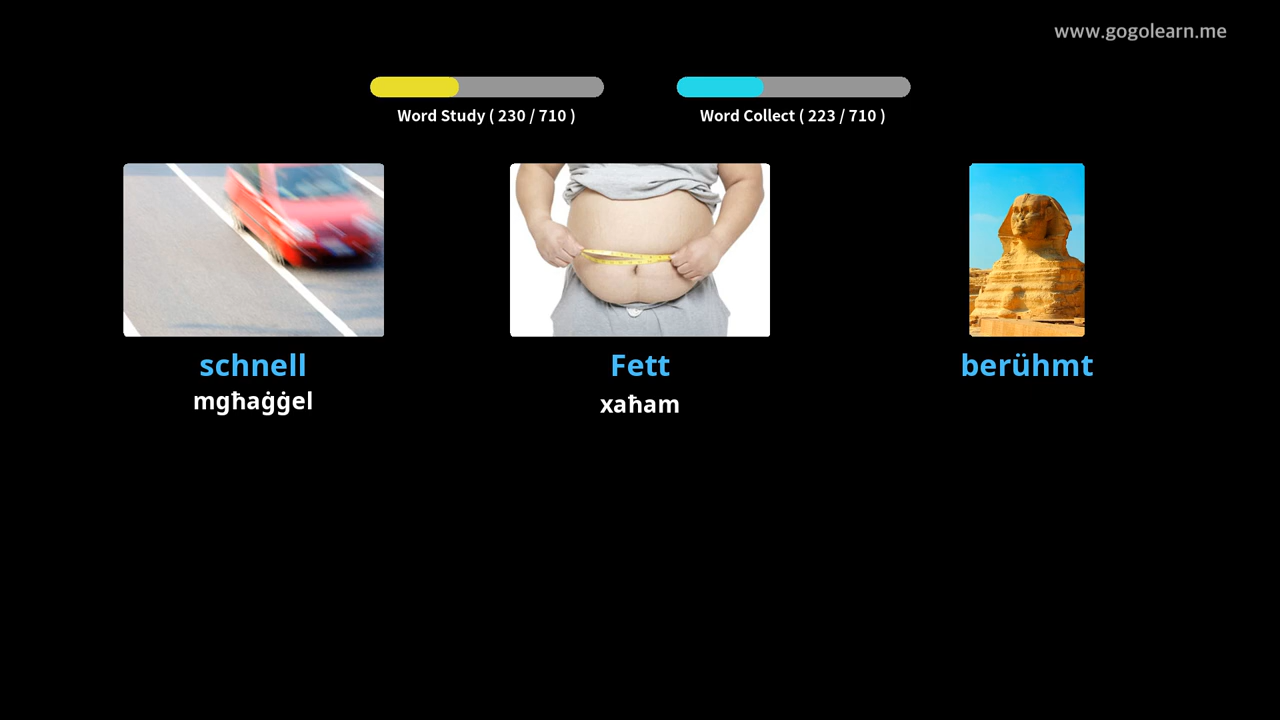 www.gogolearn.me
Word Study ( 230 / 710 )
Word Collect ( 223 / 710 )
schnell
mgħaġġel
Fett
xaħam
berühmt